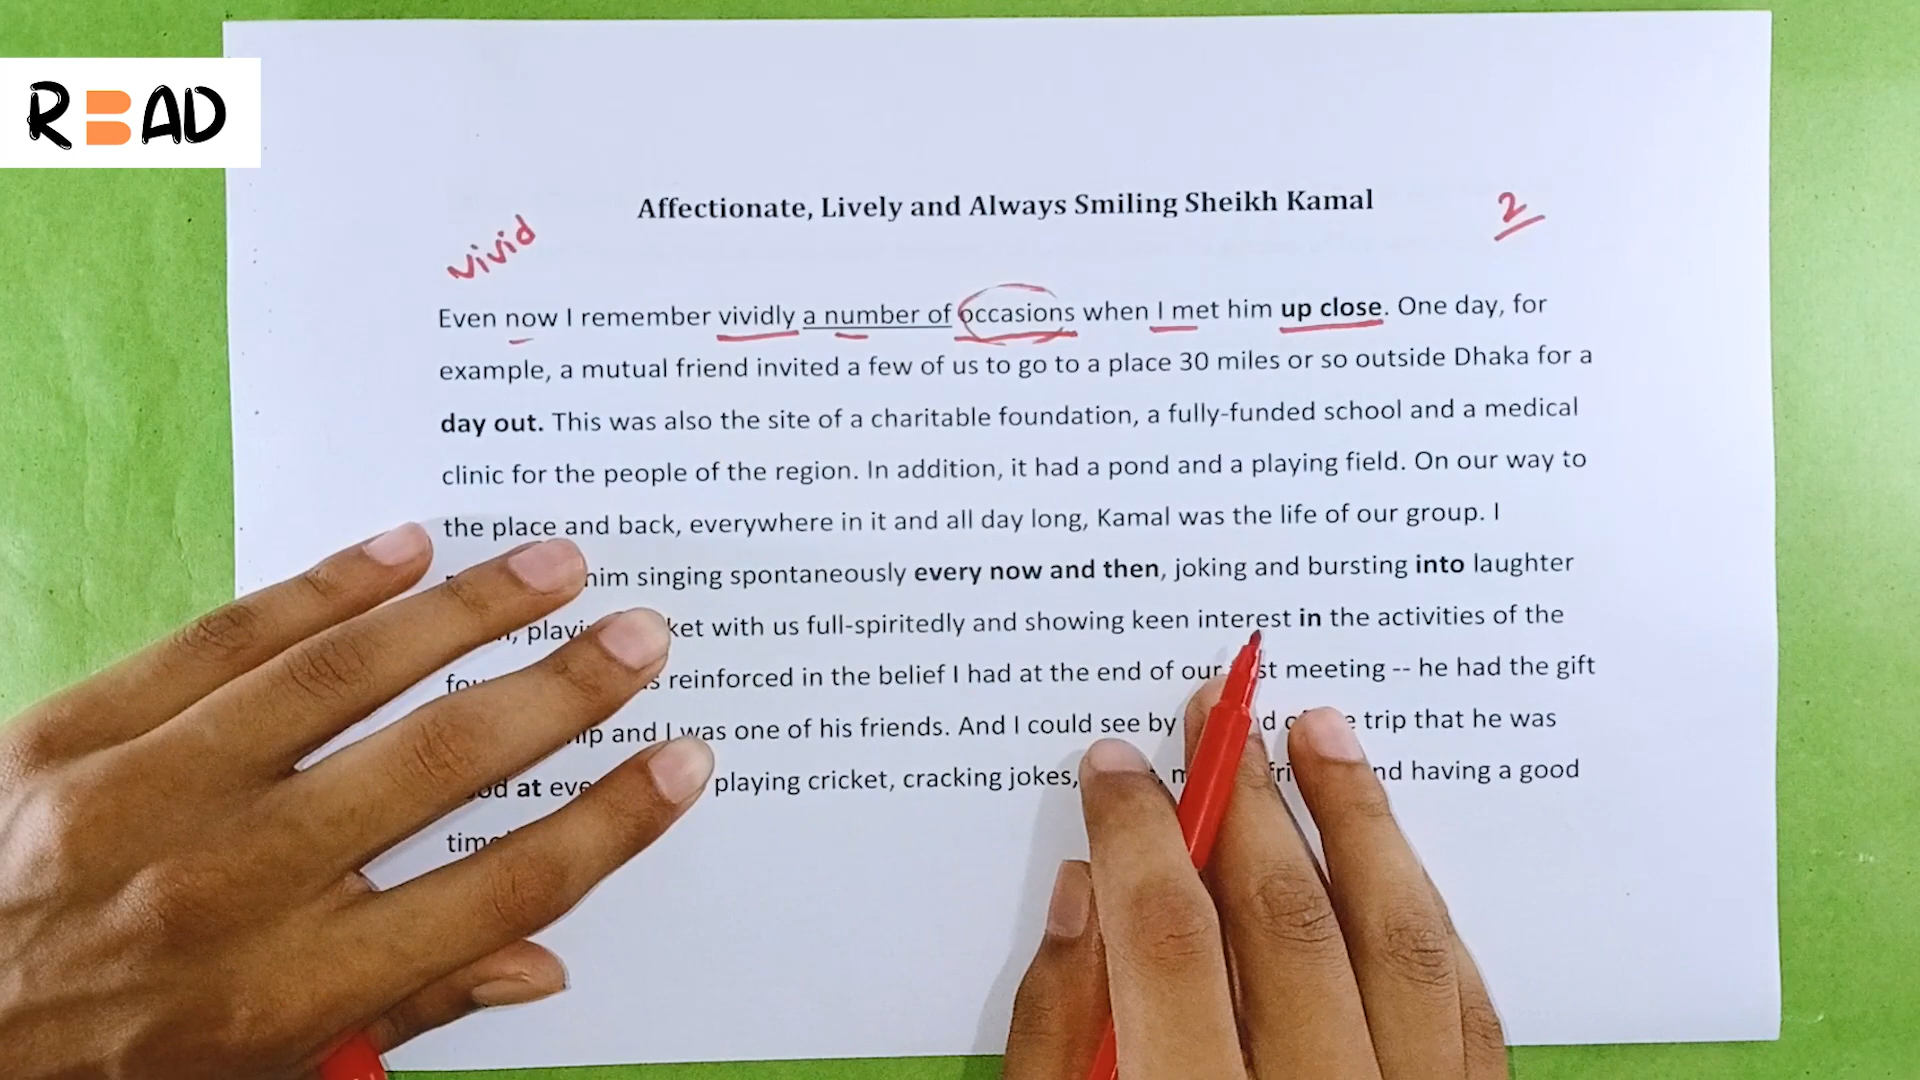 READ
Affectionate, Lively and Always Smiling Sheikh Kamal
2
vivid
Even now I remember vividly a number of occasions when I met him up close. One day, for
example, a mutual friend invited a few of us to go to a place 30 miles or so outside Dhaka for a
day out. This was also the site of a charitable foundation, a fully-funded school and a medical
clinic for the people of the region. In addition, it had a pond and a playing field. On our way to
the place and back, everywhere in it and all day long, Kamal was the life of our group. I
him singing spontaneously every now and then, joking and bursting into laughter
with us full-spiritedly and showing keen interest in the activities of the
reinforced in the belief I had at the end of our meeting -- he had the gift
and I was one of his friends. And I could see by trip that he was
at playing cricket, cracking jokes, and having a good